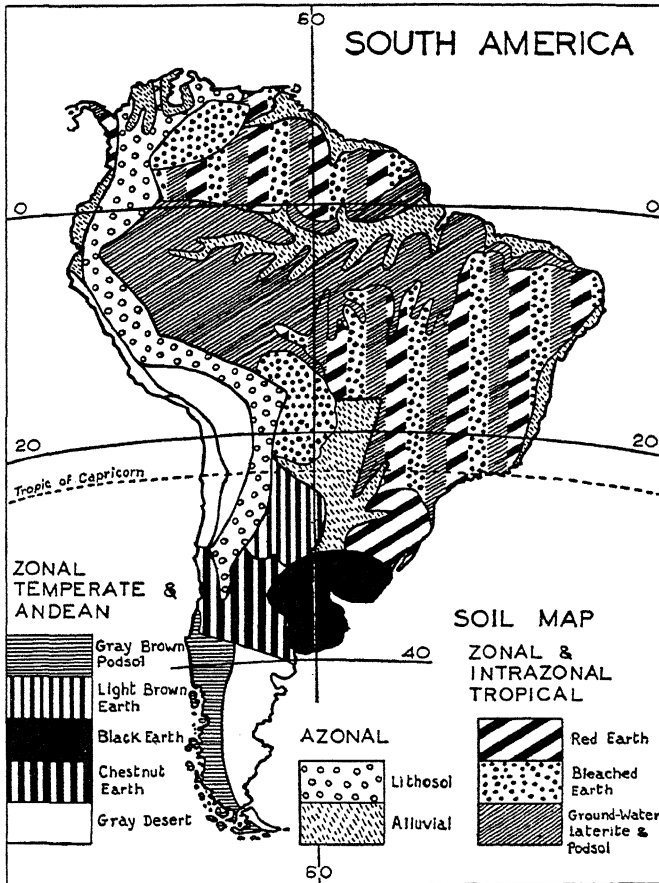 60
SOUTH AMERICA
0
0
20
20
Tropic of Capricorn
ZONAL
TEMPERATE &
ANDEAN
Gray Brown
Podsol
Light Brown
Earth
Black Earth
Chestnut
Earth
Gray Desert
40
AZONAL
Lithosol
Alluvial
SOIL MAP
ZONAL &
INTRAZONAL
TROPICAL
Red Earth
Bleached
Earth
Ground-Water
laterite &
Podsol
60